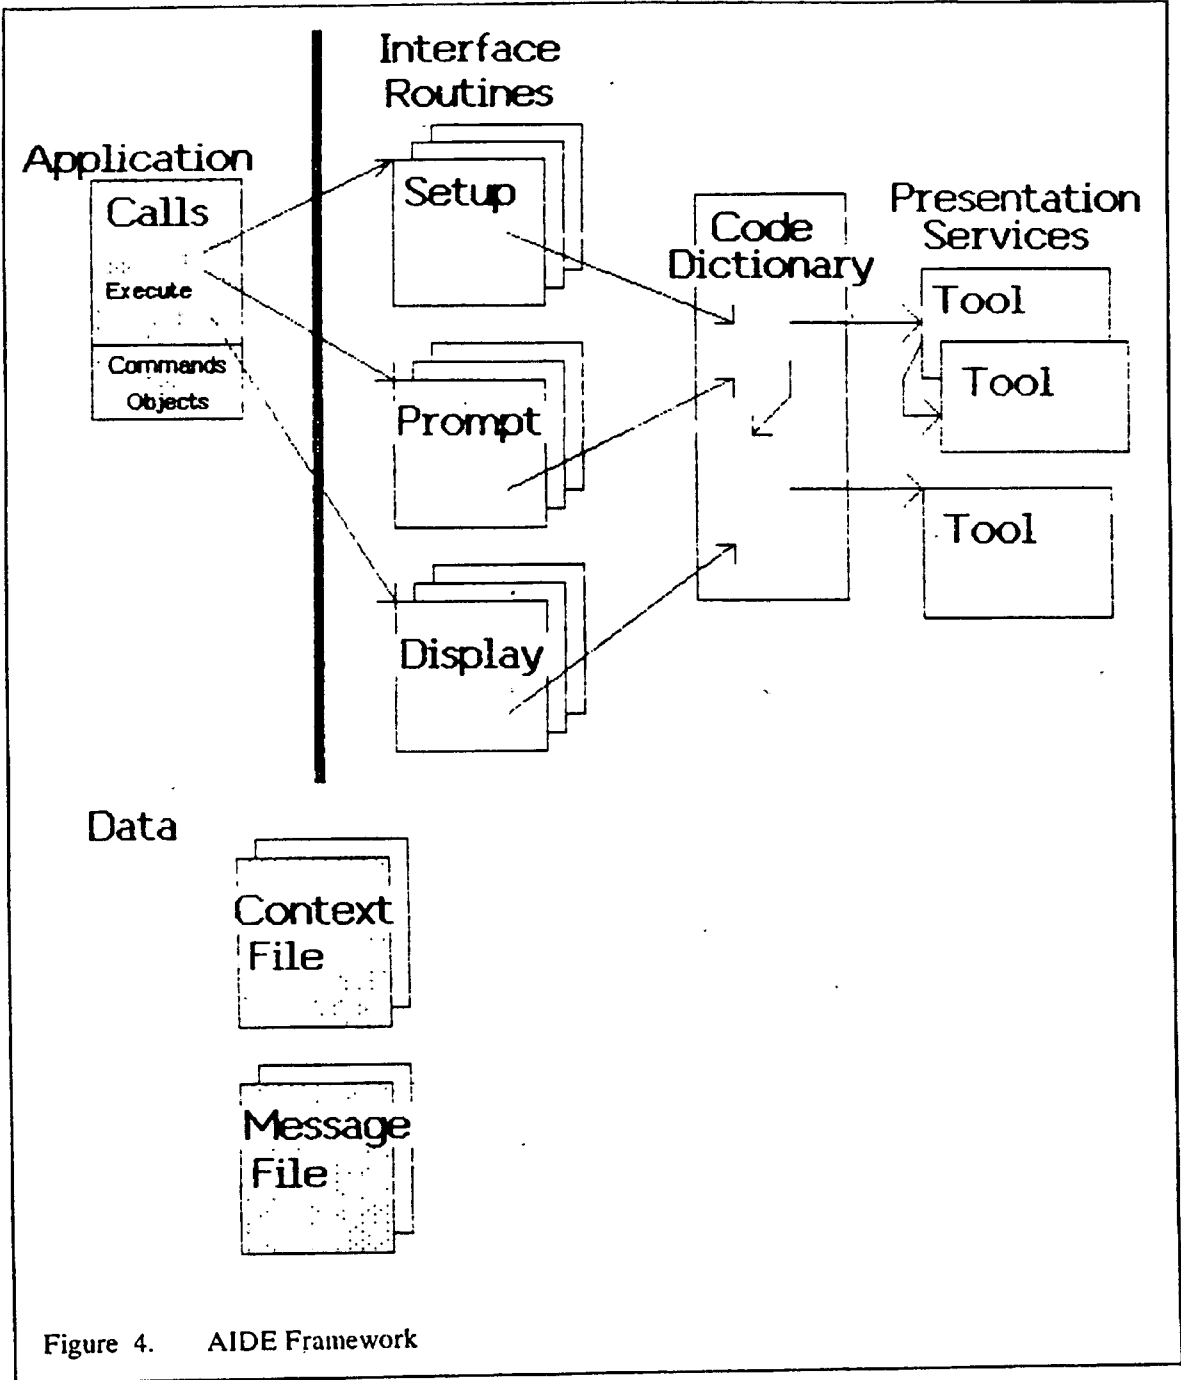 Interface
Routines
Application
Calls
Execute
Commands
Objects
Setup
Prompt
Display
Code
Dictionary
Presentation
Services
Tool
Tool
Tool
Data
Context
File
Message
File
Figure 4. AIDE Framework